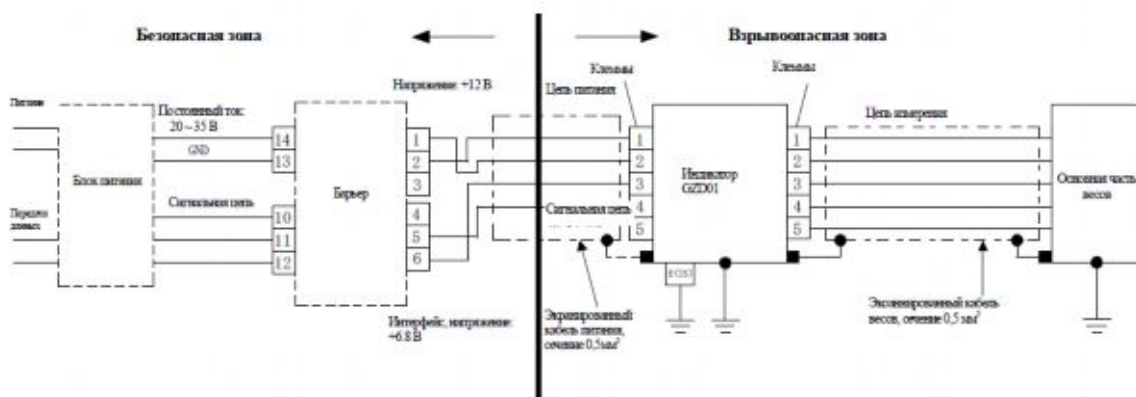 Безопасная зона
Взрывоопасная зона
Напряжение: +12 В
Цепь питания
Клеммы
Клеммы
Цепь измерения
Питание
Постоянный ток:
20~35 В
GND
14
13
Блок питания
Барьер
1
2
3
4
5
6
1
2
3
4
5
Индикатор
GZD01
1
2
3
4
5
Основная часть
весов
Передача
данных
Сигнальная цепь
10
11
12
Сигнальная цепь
Интерфейс, напряжение:
+6.8 В
Экранированный
кабель питания,
сечение 0,5мм²
Экранированный кабель
весов, сечение 0,5 мм²